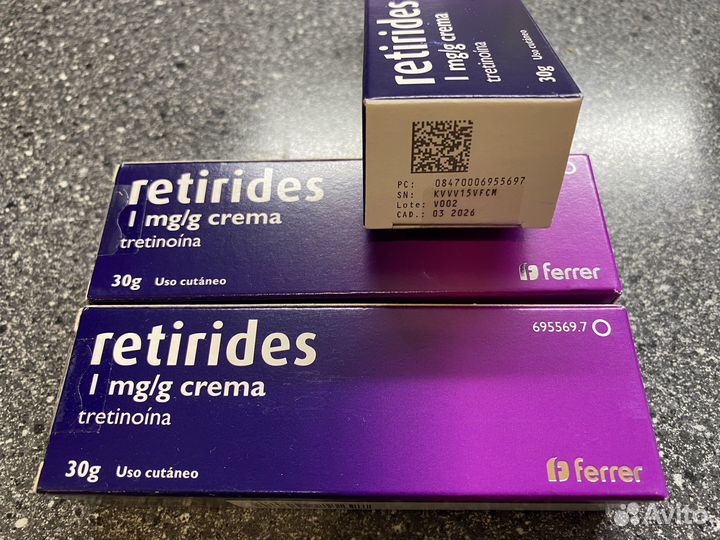 retirides
1 mg/g crema
tretinoína
30g Uso cutáneo
PC: 08470006955697
SN: KVVV15VFCM
Lote: V002
CAD.: 03 2026
retirides
1 mg/g crema
tretinoína
30g Uso cutáneo
ferrer
695569.7
retirides
1 mg/g crema
tretinoína
30g Uso cutáneo
ferrer
Avito